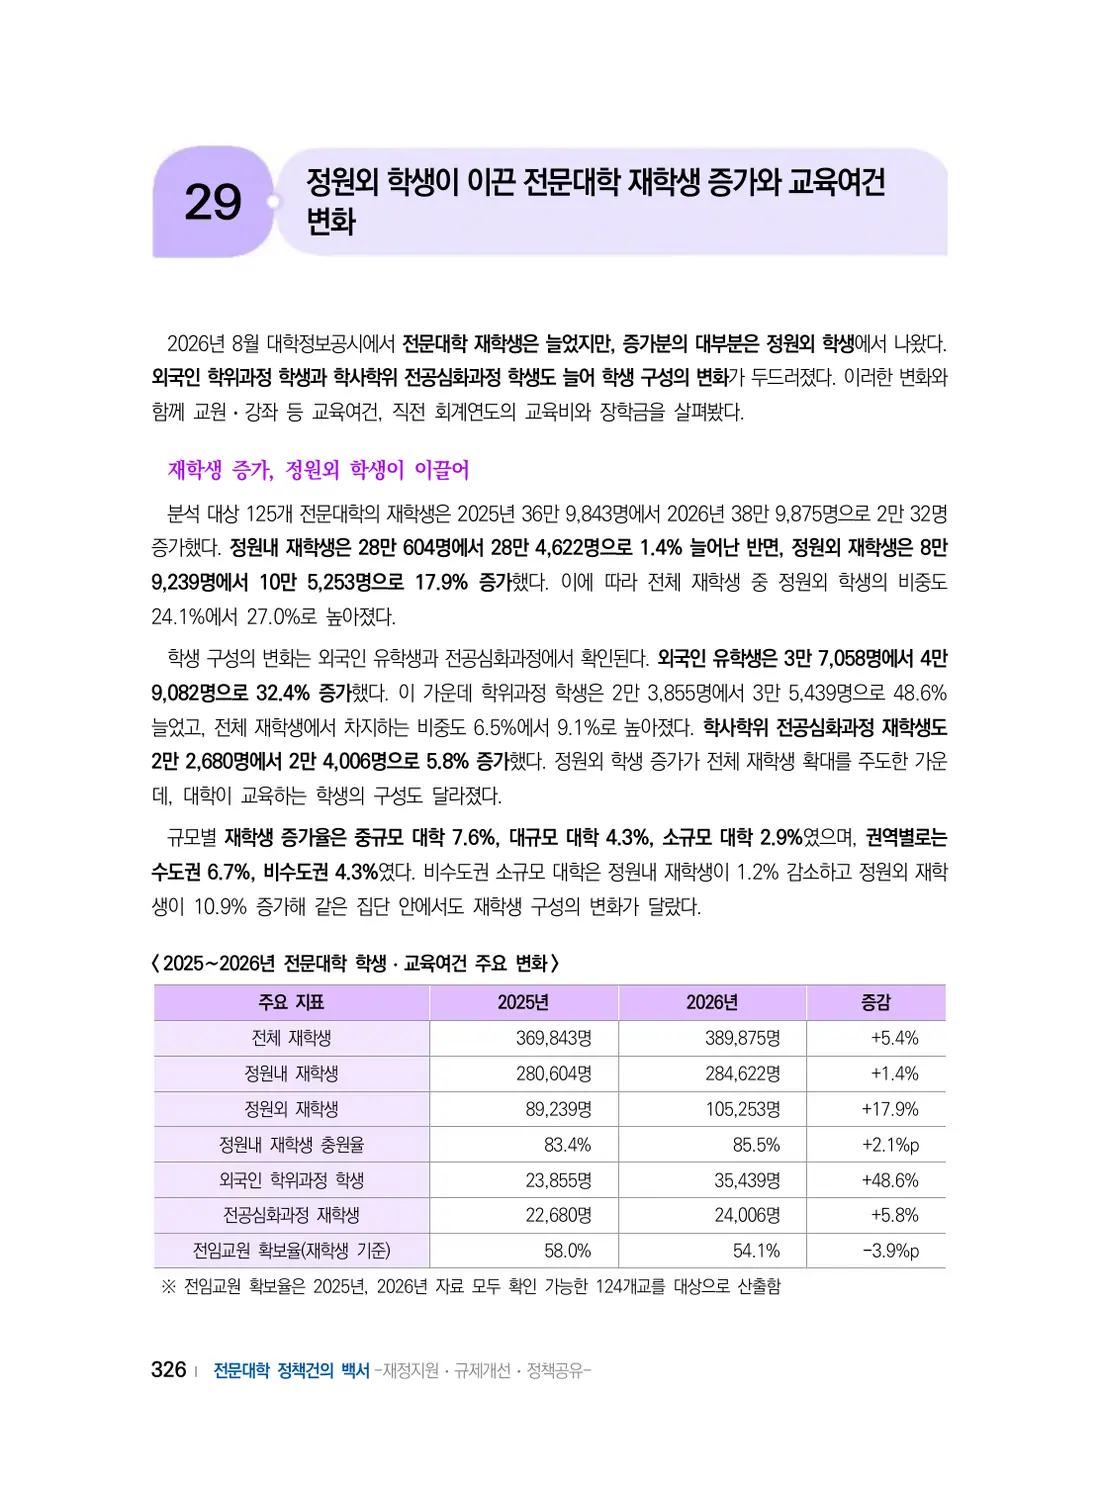 29
정원외 학생이 이끈 전문대학 재학생 증가와 교육여건
변화
2026년 8월 대학정보공시에서 전문대학 재학생은 늘었지만, 증가분의 대부분은 정원외 학생에서 나왔다.
외국인 학위과정 학생과 학사학위 전공심화과정 학생도 늘어 학생 구성의 변화가 두드러졌다. 이러한 변화와
함께 교원·강좌 등 교육여건, 직전 회계연도의 교육비와 장학금을 살펴봤다.
재학생 증가, 정원외 학생이 이끌어
분석 대상 125개 전문대학의 재학생은 2025년 36만 9,843명에서 2026년 38만 9,875명으로 2만 32명
증가했다. 정원내 재학생은 28만 604명에서 28만 4,622명으로 1.4% 늘어난 반면, 정원외 재학생은 8만
9,239명에서 10만 5,253명으로 17.9% 증가했다. 이에 따라 전체 재학생 중 정원외 학생의 비중도
24.1%에서 27.0%로 높아졌다.
학생 구성의 변화는 외국인 유학생과 전공심화과정에서 확인된다. 외국인 유학생은 3만 7,058명에서 4만
9,082명으로 32.4% 증가했다. 이 가운데 학위과정 학생은 2만 3,855명에서 3만 5,439명으로 48.6%
늘었고, 전체 재학생에서 차지하는 비중도 6.5%에서 9.1%로 높아졌다. 학사학위 전공심화과정 재학생도
2만 2,680명에서 2만 4,006명으로 5.8% 증가했다. 정원외 학생 증가가 전체 재학생 확대를 주도한 가운
데, 대학이 교육하는 학생의 구성도 달라졌다.
규모별 재학생 증가율은 중규모 대학 7.6%, 대규모 대학 4.3%, 소규모 대학 2.9%였으며, 권역별로는
수도권 6.7%, 비수도권 4.3%였다. 비수도권 소규모 대학은 정원내 재학생이 1.2% 감소하고 정원외 재학
생이 10.9% 증가해 같은 집단 안에서도 재학생 구성의 변화가 달랐다.
〈 2025~2026년 전문대학 학생·교육여건 주요 변화 〉
주요 지표 2025년 2026년 증감
전체 재학생 369,843명 389,875명 +5.4%
정원내 재학생 280,604명 284,622명 +1.4%
정원외 재학생 89,239명 105,253명 +17.9%
정원내 재학생 충원율 83.4% 85.5% +2.1%p
외국인 학위과정 학생 23,855명 35,439명 +48.6%
전공심화과정 재학생 22,680명 24,006명 +5.8%
전임교원 확보율(재학생 기준) 58.0% 54.1% -3.9%p
※ 전임교원 확보율은 2025년, 2026년 자료 모두 확인 가능한 124개교를 대상으로 산출함
326 | 전문대학 정책건의 백서 -재정지원·규제개선·정책공유-